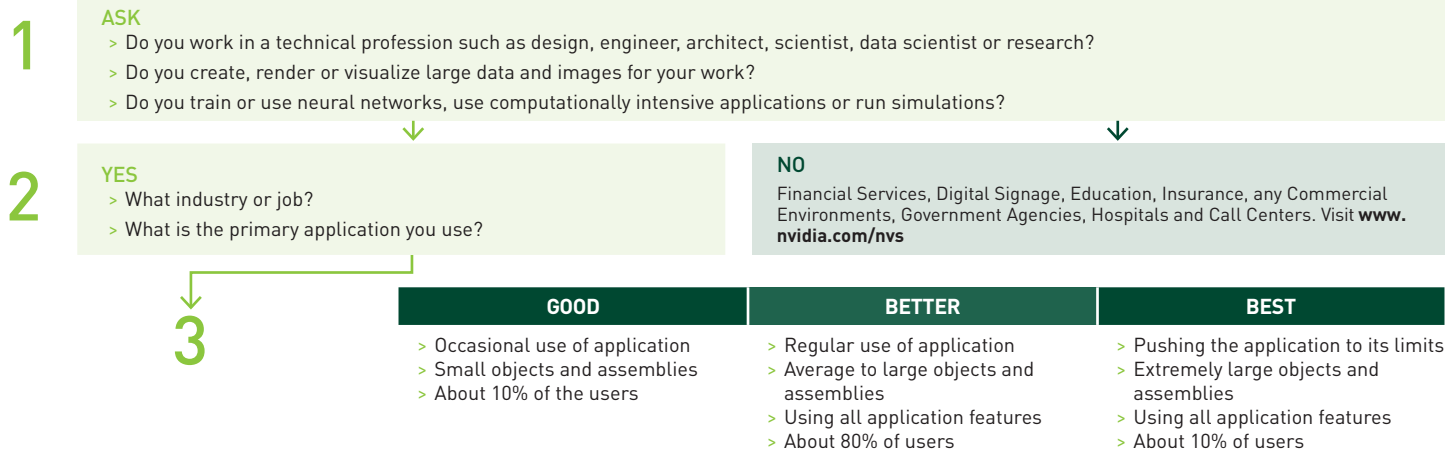 1
ASK
> Do you work in a technical profession such as design, engineer, architect, scientist, data scientist or research?
> Do you create, render or visualize large data and images for your work?
> Do you train or use neural networks, use computationally intensive applications or run simulations?
2
YES
> What industry or job?
> What is the primary application you use?
NO
Financial Services, Digital Signage, Education, Insurance, any Commercial
Environments, Government Agencies, Hospitals and Call Centers. Visit www.
nvidia.com/nvs
3
GOOD
> Occasional use of application
> Small objects and assemblies
> About 10% of the users
BETTER
> Regular use of application
> Average to large objects and
assemblies
> Using all application features
> About 80% of users
BEST
> Pushing the application to its limits
> Extremely large objects and
assemblies
> Using all application features
> About 10% of users